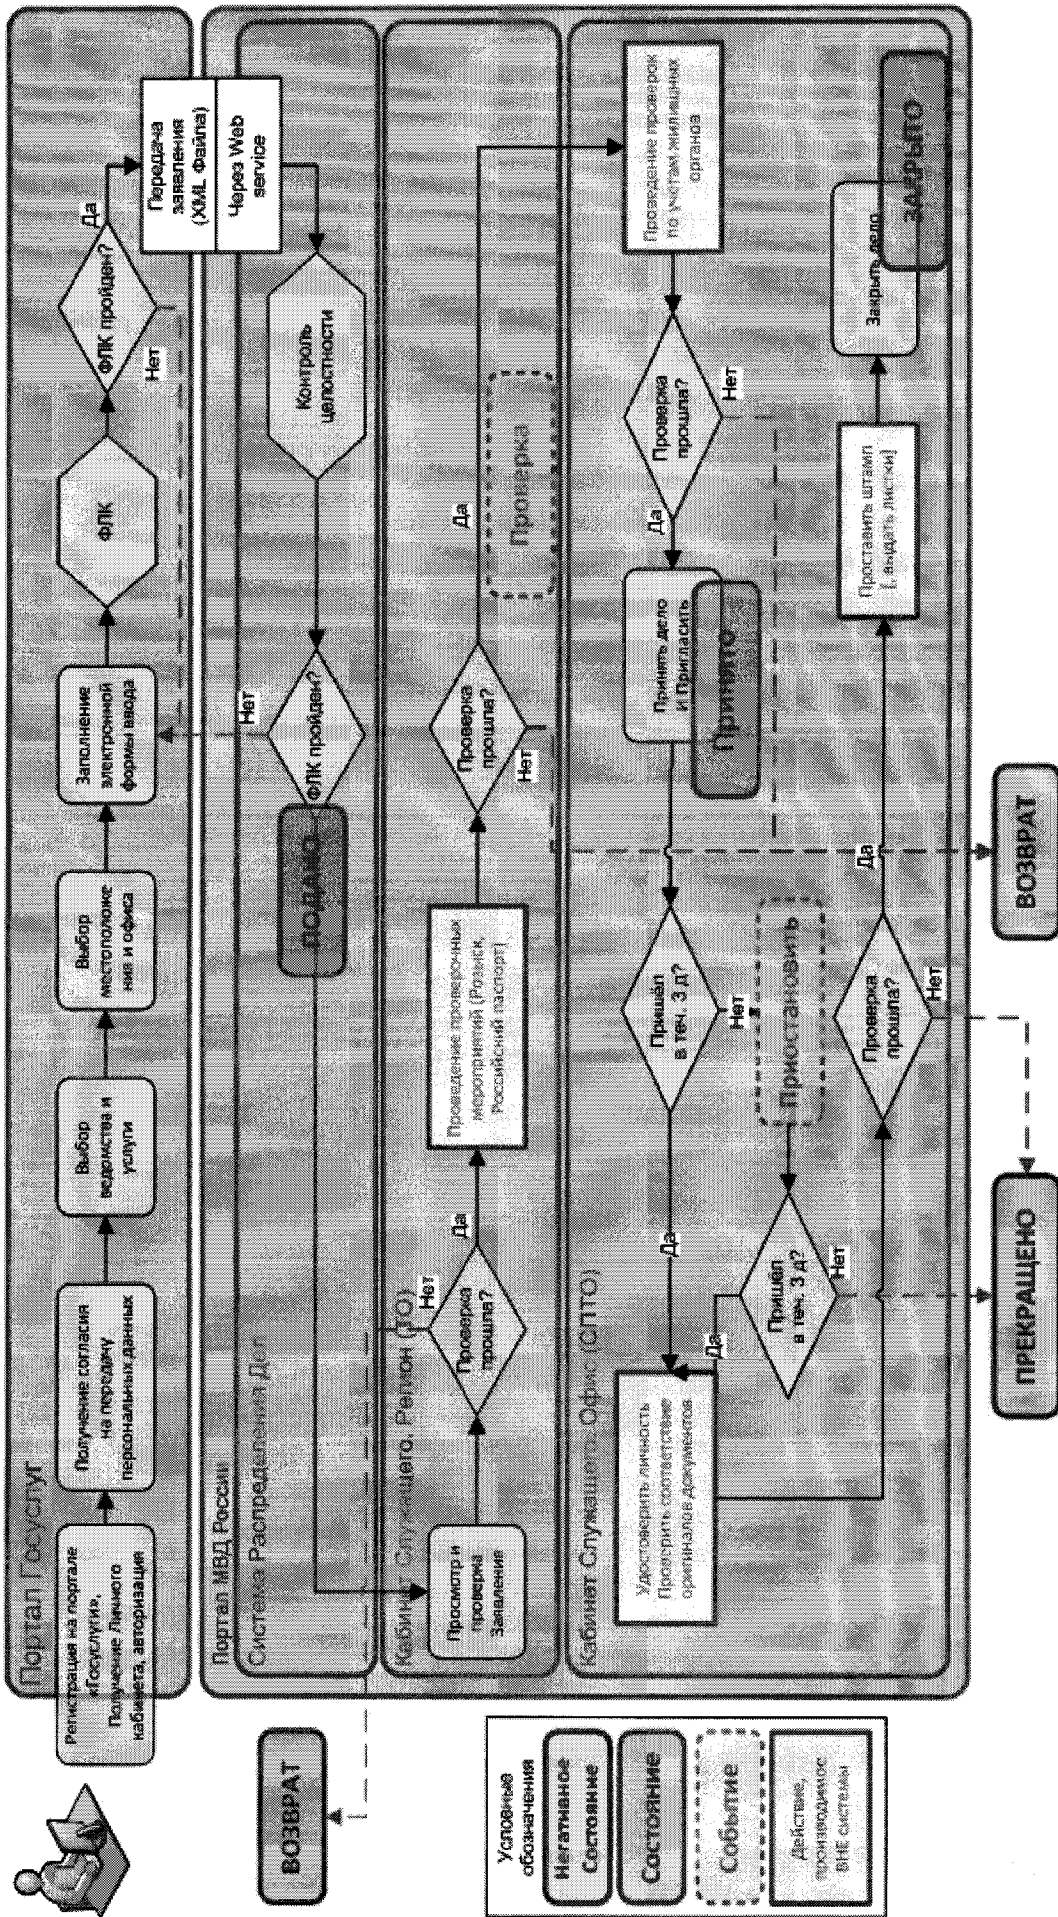 Портал Госуслуг
Регистрация на портале
«Госуслуги»,
Получение Личного
кабинета, авторизация
Получение согласия
на передачу
персональных данных
Выбор
ведомства и
услуги
Выбор
местоположе
ния и офиса
Заполнение
электронной
формы ввода
ФЛК
ФЛК пройден?
Да
Нет
Передача
заявления
(XML Файла)
Через Web
service
Портал МВД России
Система Распределения Дел
Контроль
целостности
ФЛК пройден?
Нет
ПОДАНО
Кабинет Служащего. Регион (ТО)
Просмотр и
проверка
Заявления
Проверка
прошла?
Нет
Да
Проведение проверочных
мероприятий (Розыск,
Российский паспорт)
Проверка
прошла?
Нет
Да
Проверка
Кабинат Служащего. Офис (СПТО)
Проведение проверок
по учетам жилищных
органов
Проверка
прошла?
Нет
Да
Принять дело
и Пригласить
Принято
Пришёл
в теч. 3 д?
Нет
Да
Приостановить
Пришёл
в теч. 3 д?
Нет
Да
Удостоверить личность
Проверить соответствие
оригиналов документов
Проверка
прошла?
Нет
Да
Проставить штамп
[, выдать листки]
Закрыть дело
ЗАКРЫТО
ВОЗВРАТ
ВОЗВРАТ
ПРЕКРАЩЕНО
Условные
обозначения
Негативное
Состояние
Состояние
Событие
Действие,
производимое
ВНЕ системы